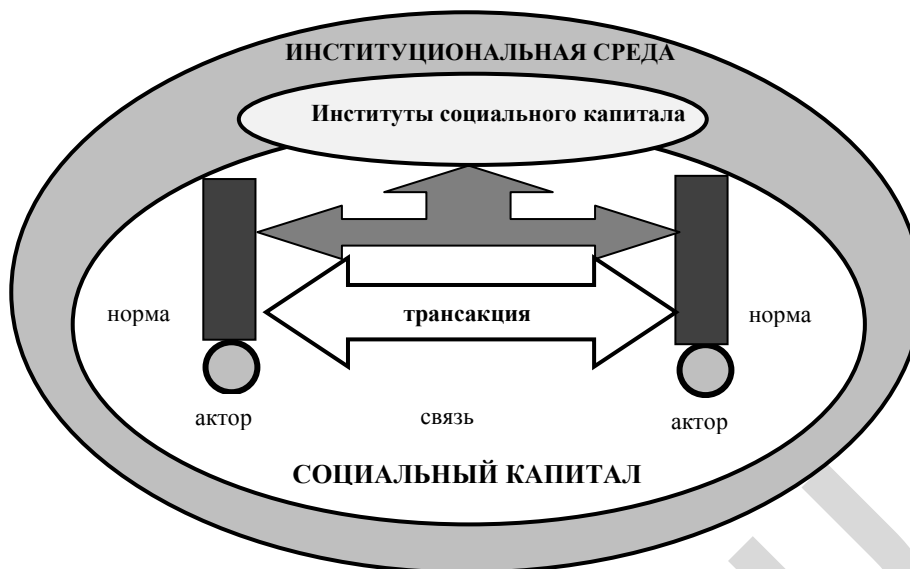 ИНСТИТУЦИОНАЛЬНАЯ СРЕДА
Институты социального капитала
норма
трансакция
норма
актор
связь
актор
СОЦИАЛЬНЫЙ КАПИТАЛ